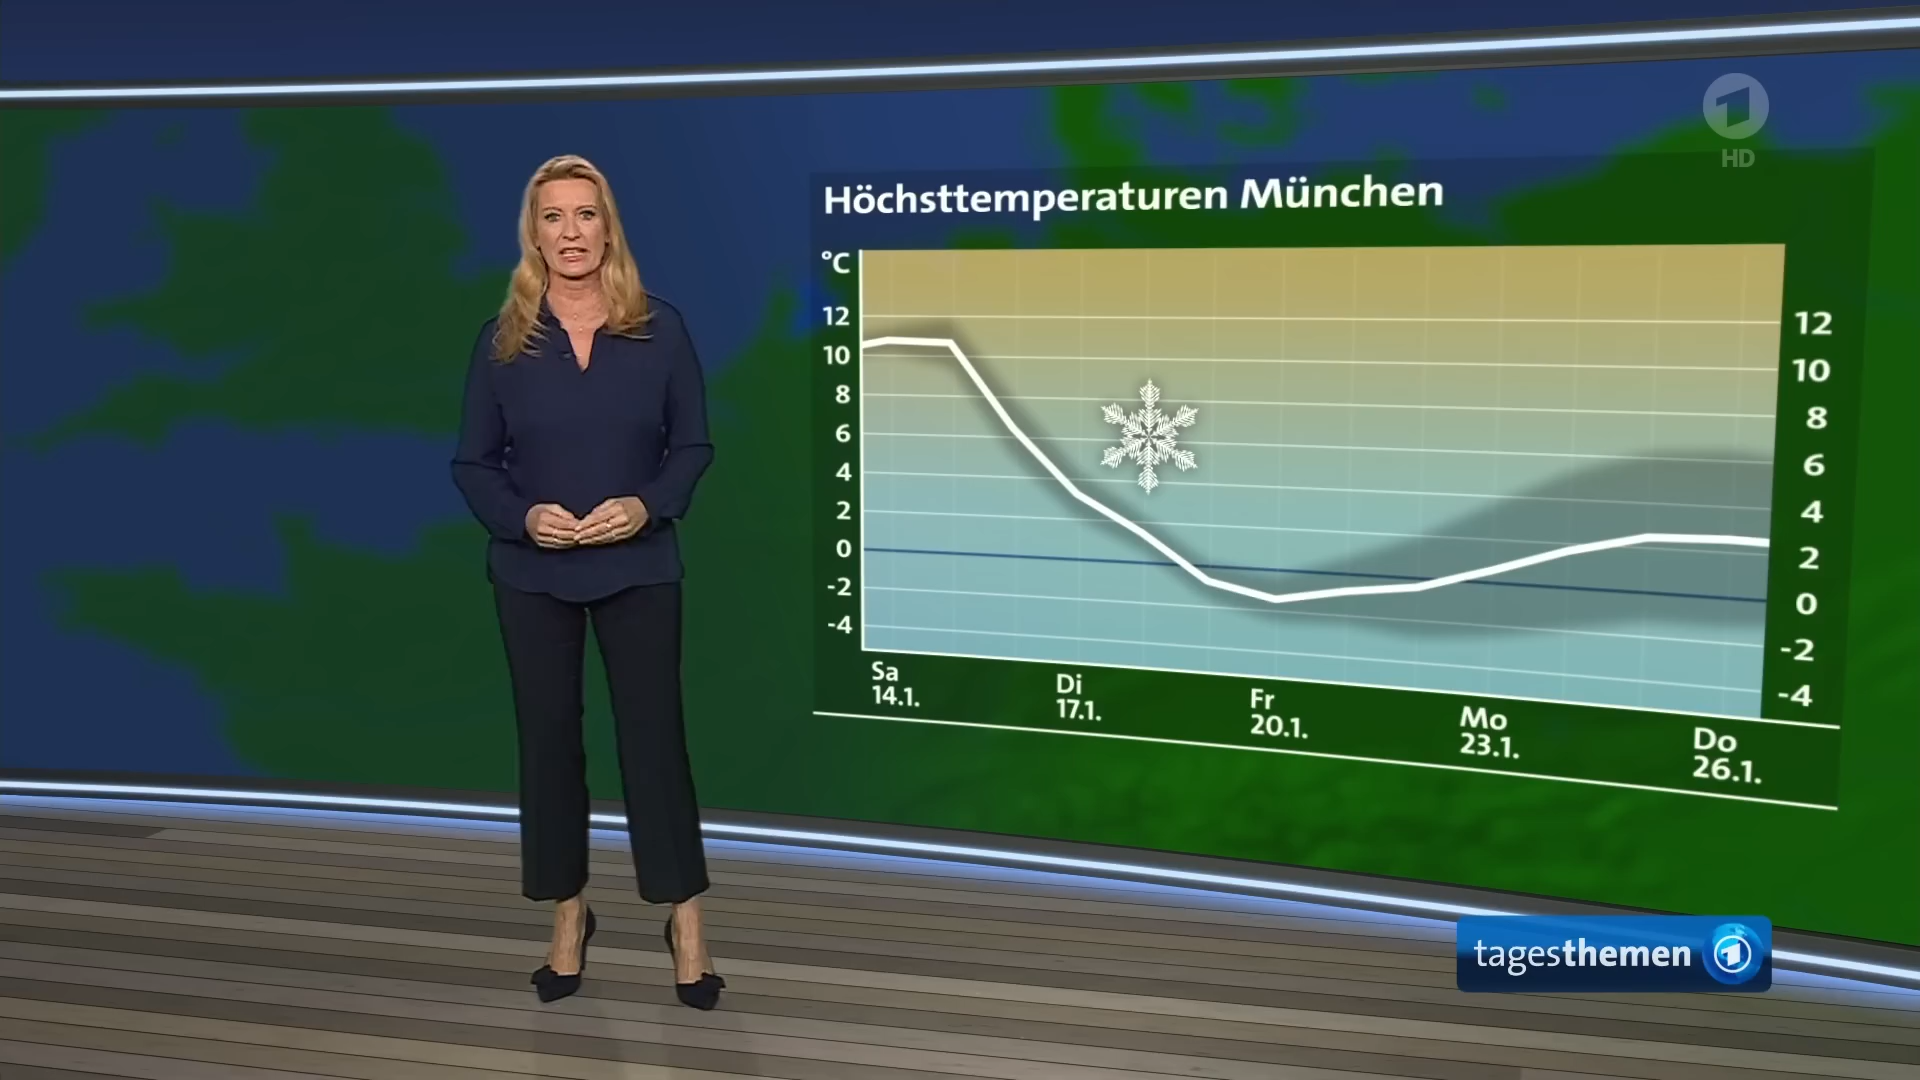 HD
Höchsttemperaturen München
°C
12
10
8
6
4
2
0
-2
-4
12
10
8
6
4
2
0
-2
-4
Sa
14.1.
Di
17.1.
Fr
20.1.
Mo
23.1.
Do
26.1.
tagesthemen